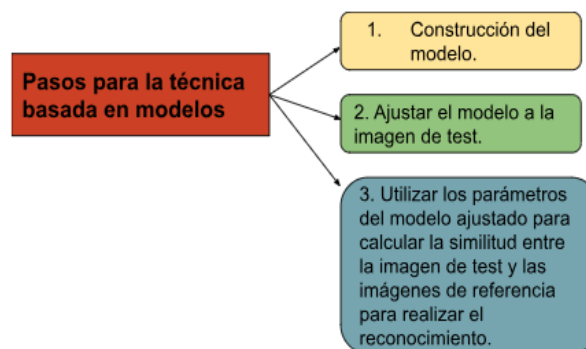 Pasos para la técnica
basada en modelos
1. Construcción del
modelo.
2. Ajustar el modelo a la
imagen de test.
3. Utilizar los parámetros
del modelo ajustado para
calcular la similitud entre
la imagen de test y las
imágenes de referencia
para realizar el
reconocimiento.